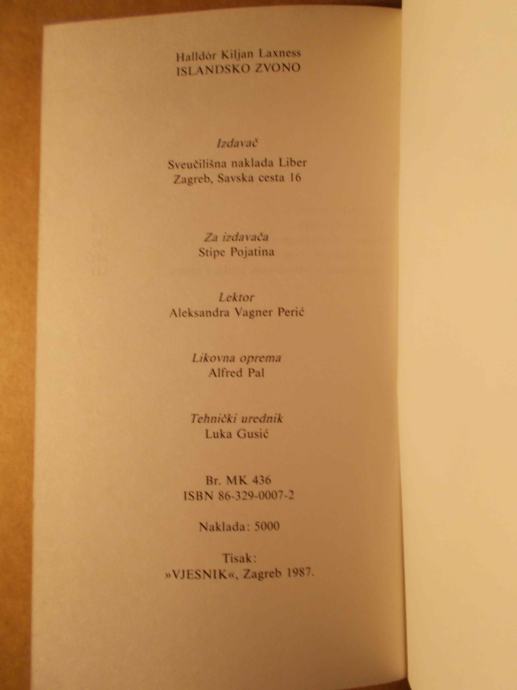 Halldór Kiljan Laxness
ISLANDSKO ZVONO
Izdavač
Sveučilišna naklada Liber
Zagreb, Savska cesta 16
Za izdavača
Stipe Pojatina
Lektor
Aleksandra Vagner Perić
Likovna oprema
Alfred Pal
Tehnički urednik
Luka Gusić
Br. MK 436
ISBN 86-329-0007-2
Naklada: 5000
Tisak:
»VJESNIK«, Zagreb 1987.